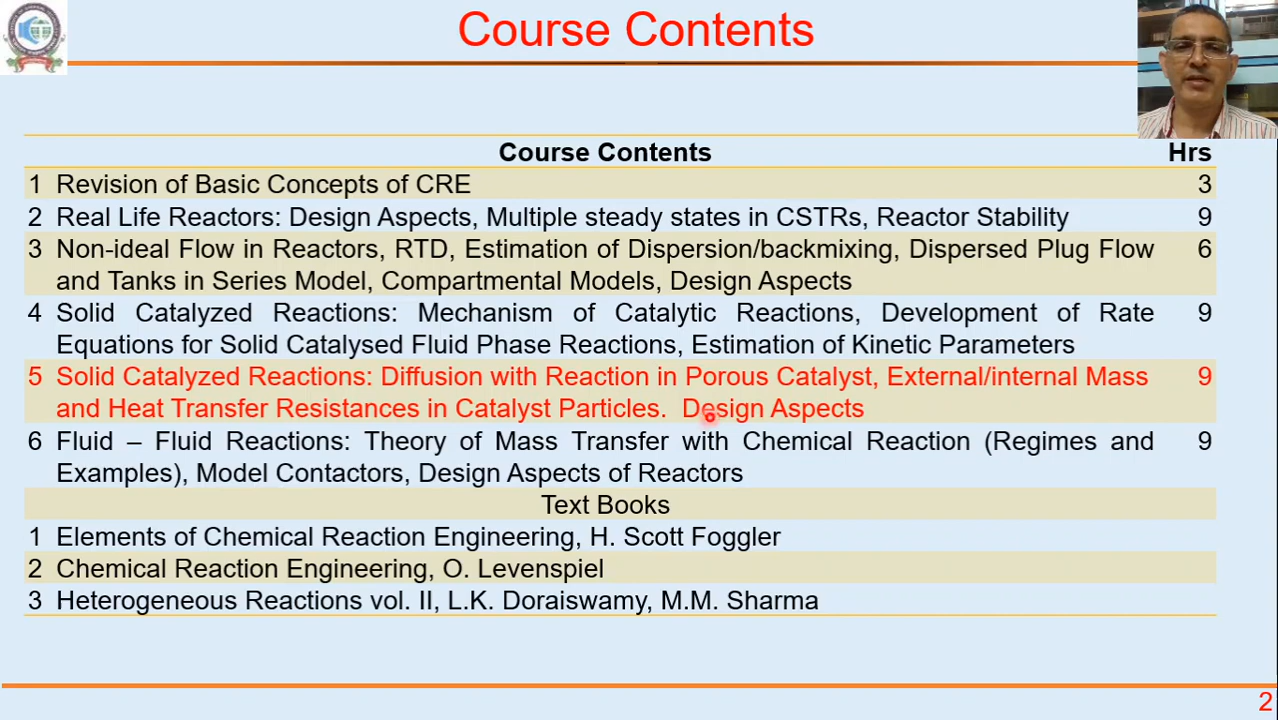 Course Contents
Course Contents Hrs
1 Revision of Basic Concepts of CRE 3
2 Real Life Reactors: Design Aspects, Multiple steady states in CSTRs, Reactor Stability 9
3 Non-ideal Flow in Reactors, RTD, Estimation of Dispersion/backmixing, Dispersed Plug Flow 6
and Tanks in Series Model, Compartmental Models, Design Aspects
4 Solid Catalyzed Reactions: Mechanism of Catalytic Reactions, Development of Rate 9
Equations for Solid Catalysed Fluid Phase Reactions, Estimation of Kinetic Parameters
5 Solid Catalyzed Reactions: Diffusion with Reaction in Porous Catalyst, External/internal Mass 9
and Heat Transfer Resistances in Catalyst Particles. Design Aspects
6 Fluid – Fluid Reactions: Theory of Mass Transfer with Chemical Reaction (Regimes and 9
Examples), Model Contactors, Design Aspects of Reactors
Text Books
1 Elements of Chemical Reaction Engineering, H. Scott Foggler
2 Chemical Reaction Engineering, O. Levenspiel
3 Heterogeneous Reactions vol. II, L.K. Doraiswamy, M.M. Sharma
2